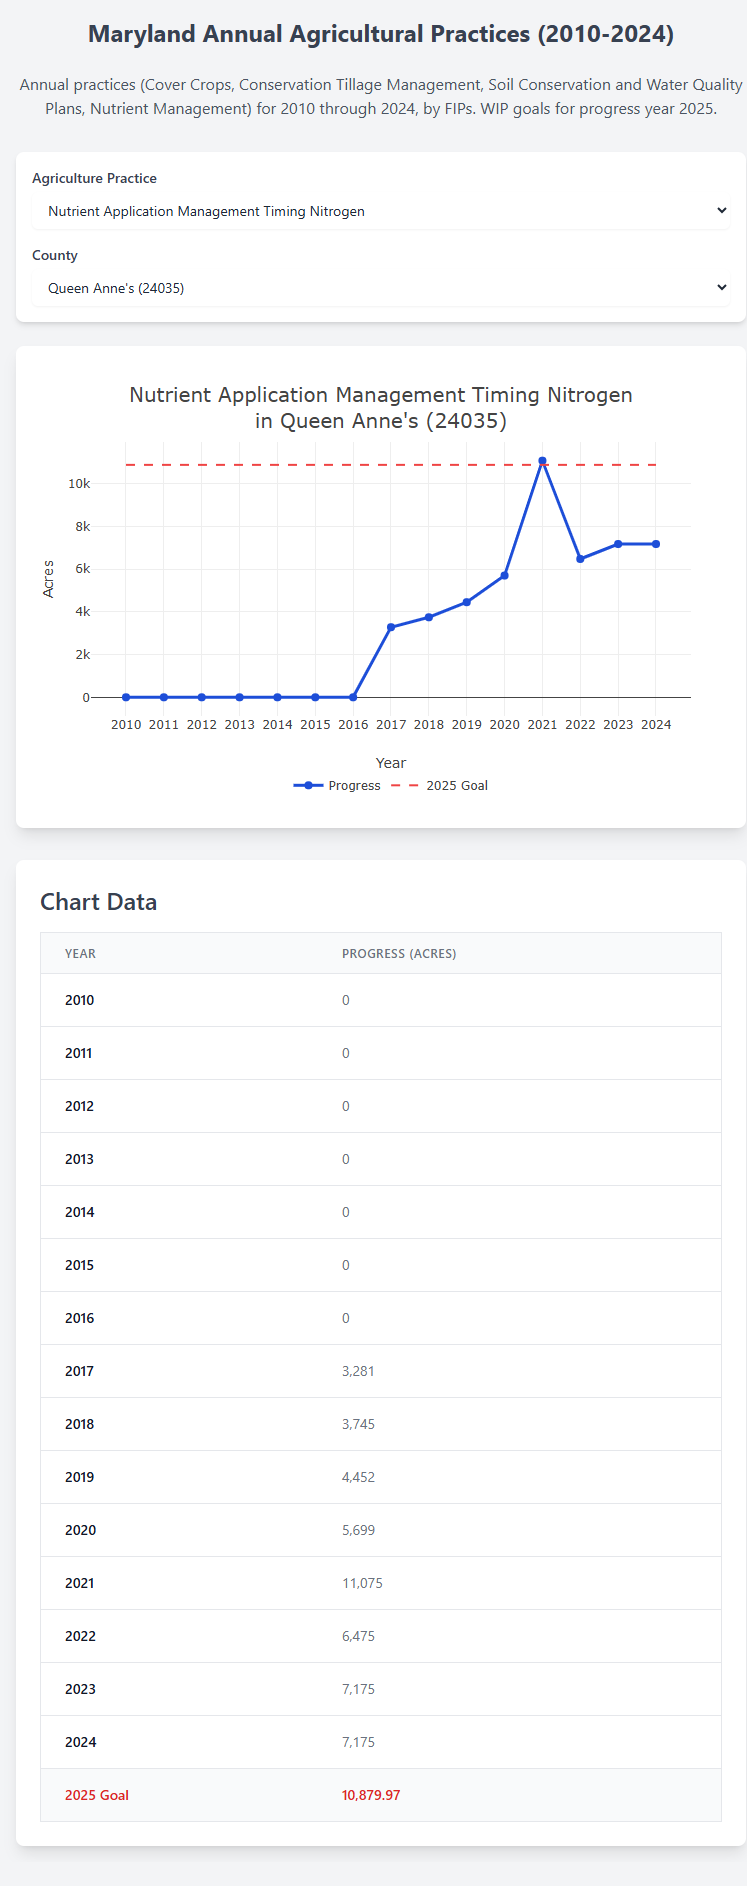 Maryland Annual Agricultural Practices (2010-2024)
Annual practices (Cover Crops, Conservation Tillage Management, Soil Conservation and Water Quality
Plans, Nutrient Management) for 2010 through 2024, by FIPs. WIP goals for progress year 2025.
Agriculture Practice
Nutrient Application Management Timing Nitrogen
County
Queen Anne's (24035)
Nutrient Application Management Timing Nitrogen
in Queen Anne's (24035)
10k
8k
6k
4k
2k
0
Acres
2010 2011 2012 2013 2014 2015 2016 2017 2018 2019 2020 2021 2022 2023 2024
Year
Progress 2025 Goal
Chart Data
YEAR PROGRESS (ACRES)
2010 0
2011 0
2012 0
2013 0
2014 0
2015 0
2016 0
2017 3,281
2018 3,745
2019 4,452
2020 5,699
2021 11,075
2022 6,475
2023 7,175
2024 7,175
2025 Goal 10,879.97